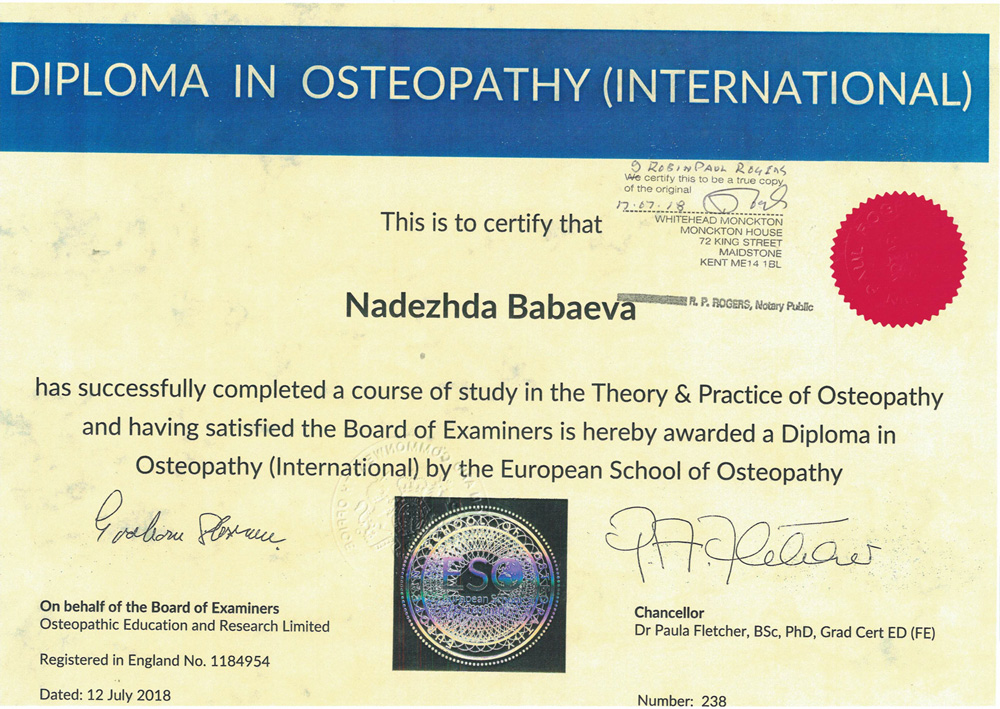 DIPLOMA IN OSTEOPATHY (INTERNATIONAL)
I ROBIN PAUL ROGERS
We certify this to be a true copy
of the original
17.07.18
WHITEHEAD MONCKTON
MONCKTON HOUSE
72 KING STREET
MAIDSTONE
KENT ME14 1BL
This is to certify that
R. P. ROGERS, Notary Public
Nadezhda Babaeva
has successfully completed a course of study in the Theory & Practice of Osteopathy
and having satisfied the Board of Examiners is hereby awarded a Diploma in
Osteopathy (International) by the European School of Osteopathy
ESO
P.A. Fletcher
On behalf of the Board of Examiners
Osteopathic Education and Research Limited
Registered in England No. 1184954
Dated: 12 July 2018
Chancellor
Dr Paula Fletcher, BSc, PhD, Grad Cert ED (FE)
Number: 238